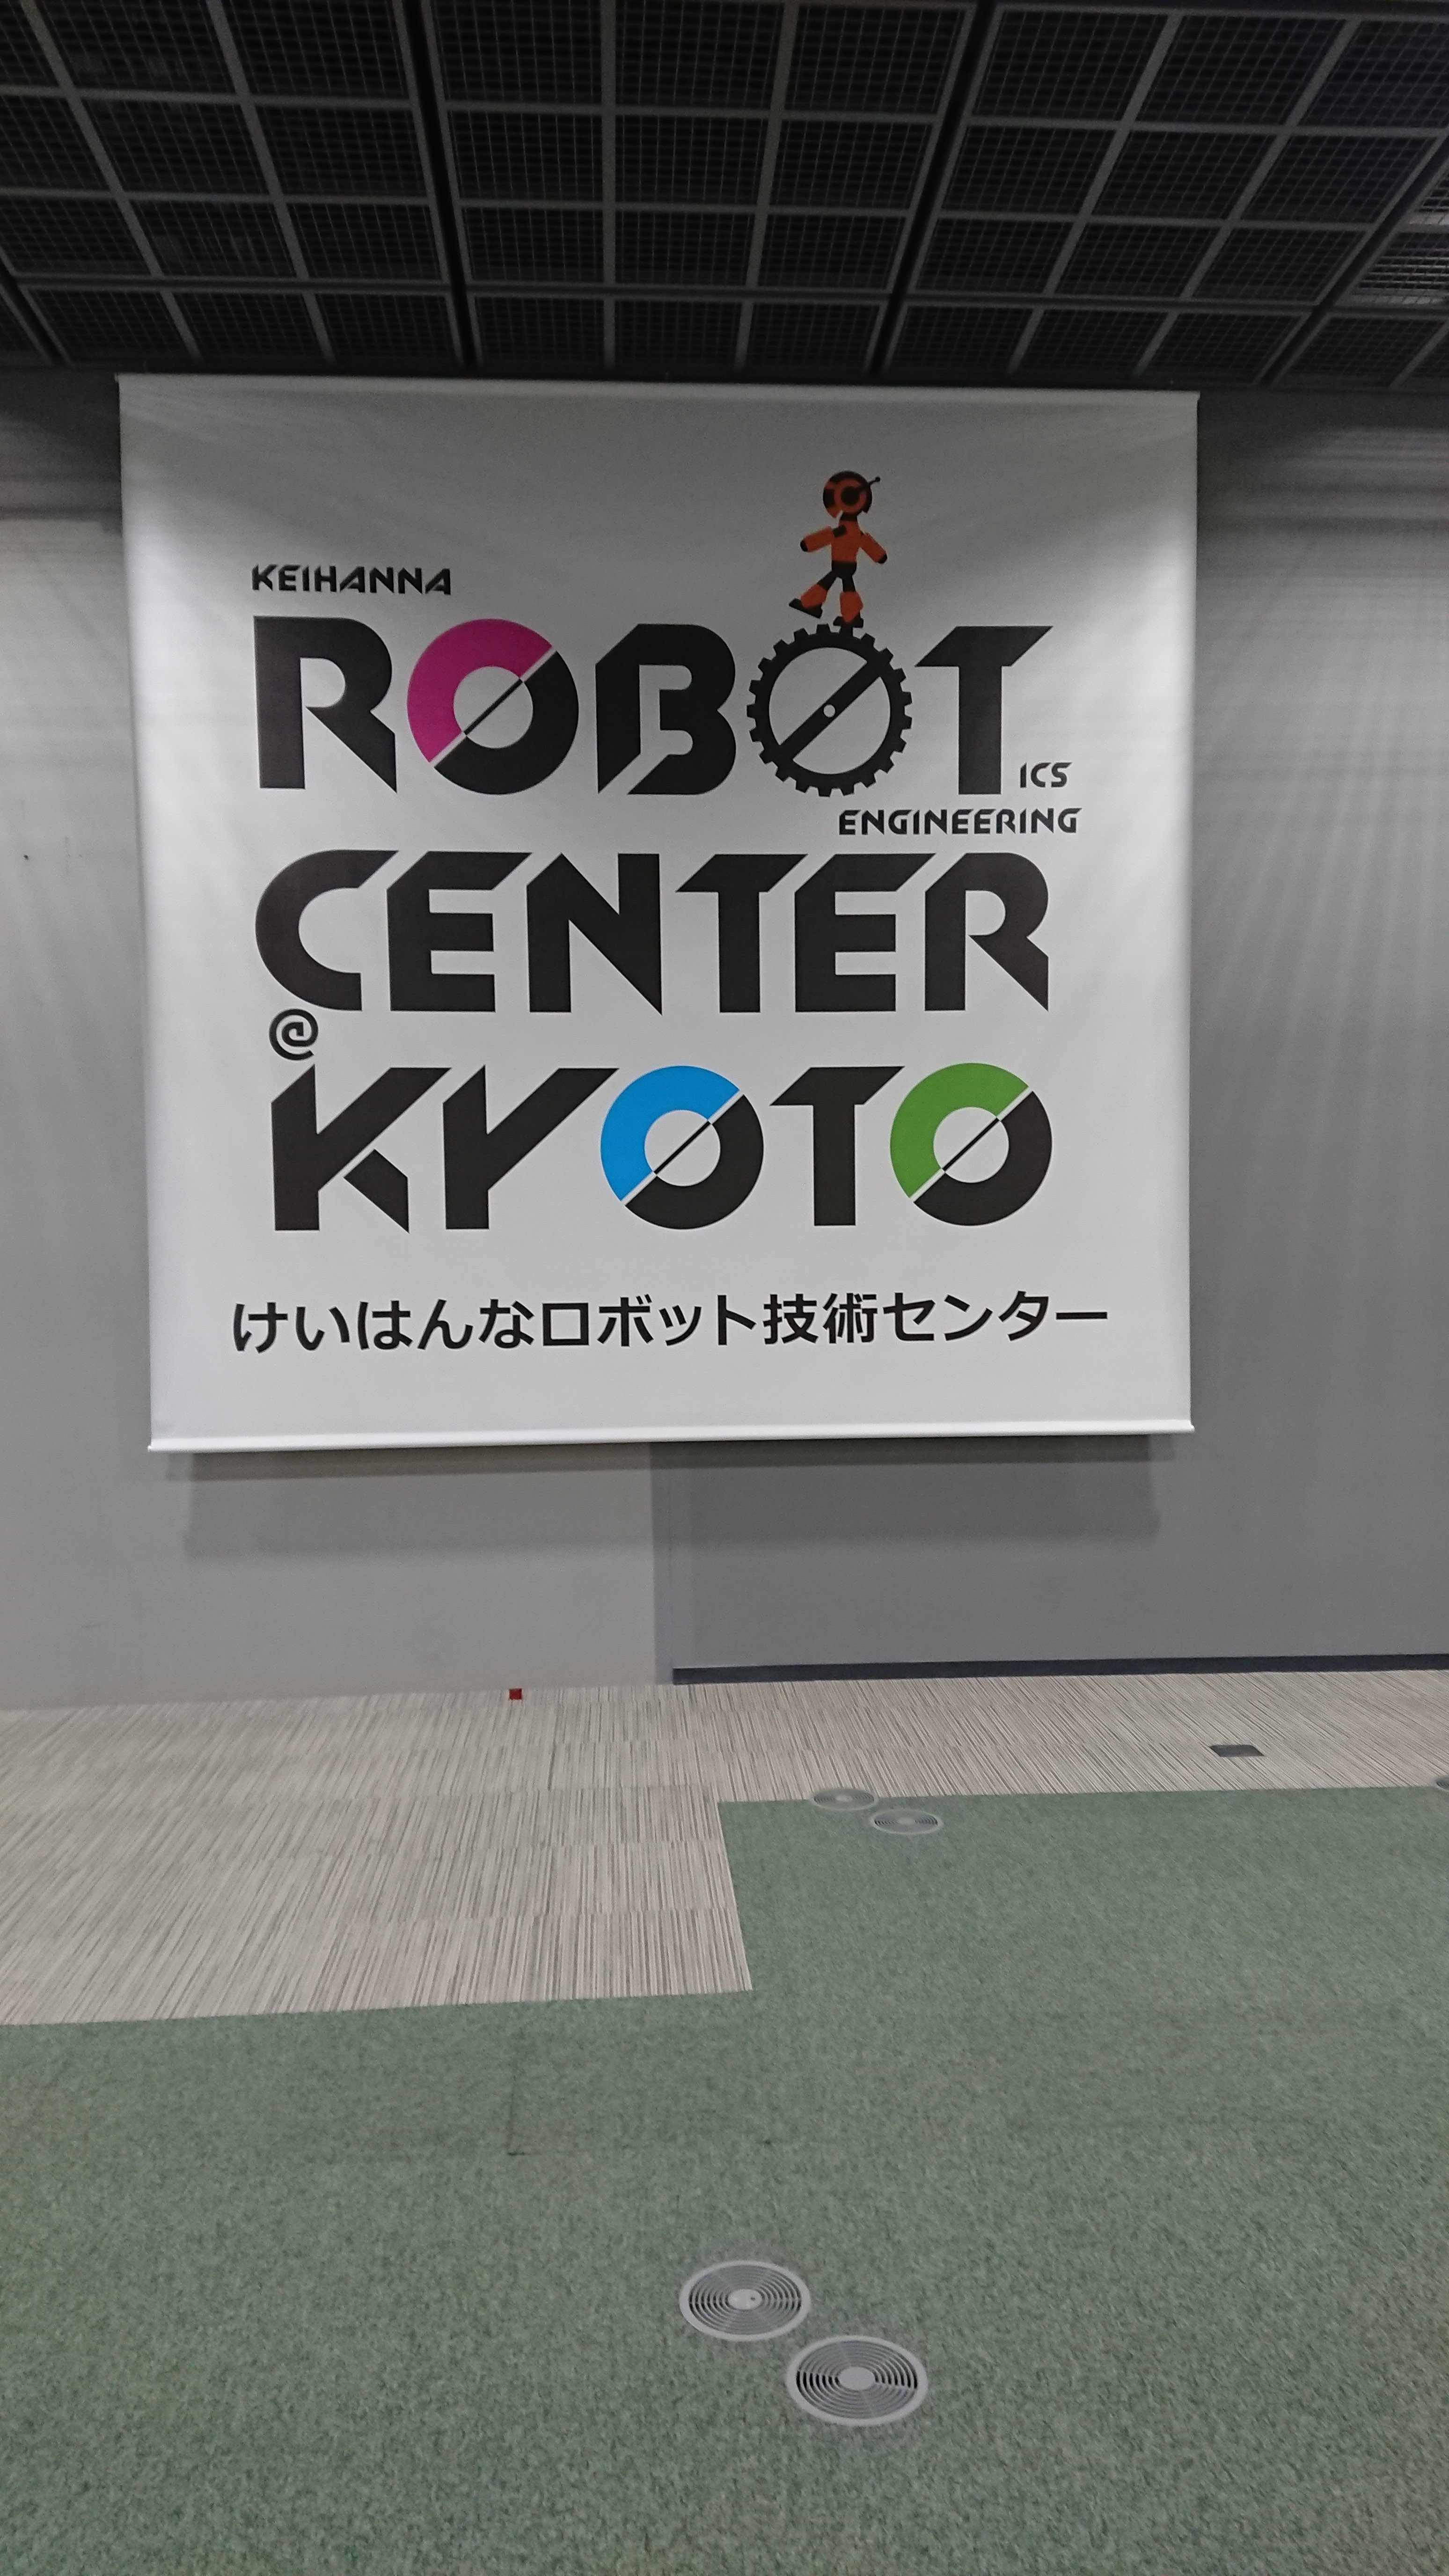 KEIHANNA
ROBOT
ICS
ENGINEERING
CENTER
@
KYOTO
けいはんなロボット技術センター